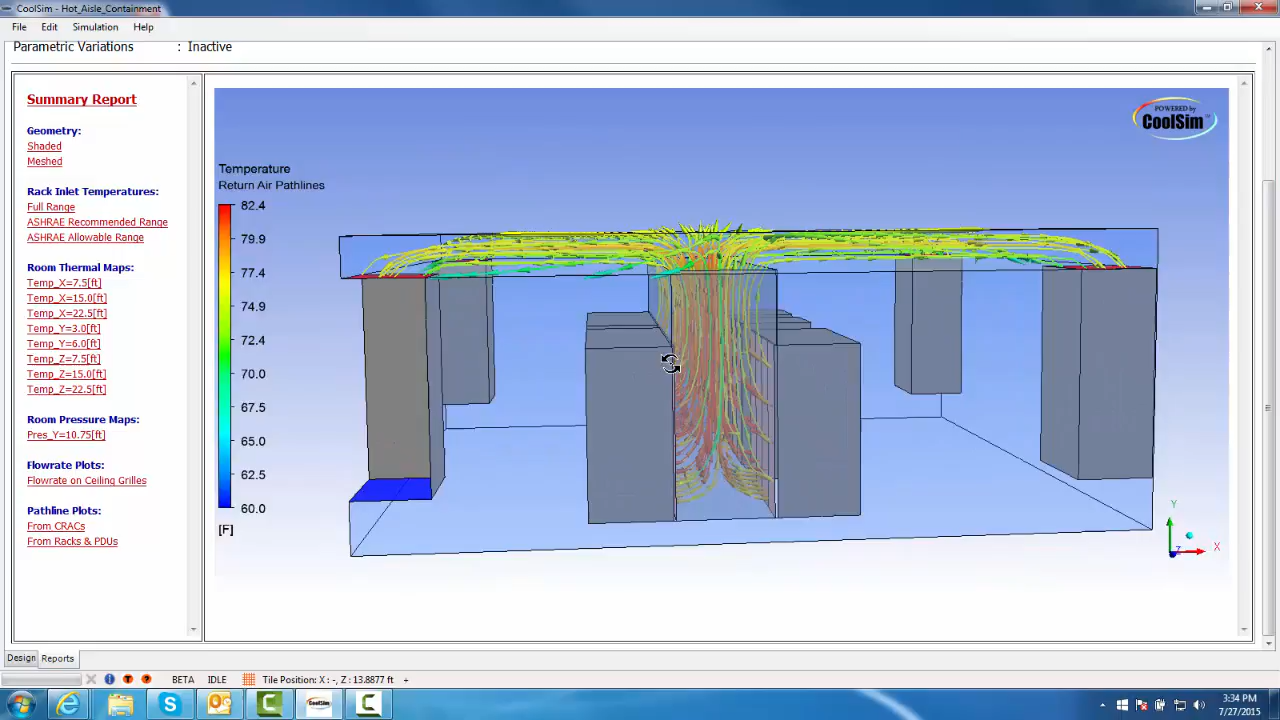 CoolSim - Hot_Aisle_Containment
File Edit Simulation Help
Parametric Variations : Inactive
Summary Report
Geometry:
Shaded
Meshed
Rack Inlet Temperatures:
Full Range
ASHRAE Recommended Range
ASHRAE Allowable Range
Room Thermal Maps:
Temp_X=7.5[ft]
Temp_X=15.0[ft]
Temp_X=22.5[ft]
Temp_Y=3.0[ft]
Temp_Y=6.0[ft]
Temp_Z=7.5[ft]
Temp_Z=15.0[ft]
Temp_Z=22.5[ft]
Room Pressure Maps:
Pres_Y=10.75[ft]
Flowrate Plots:
Flowrate on Ceiling Grilles
Pathline Plots:
From CRACs
From Racks & PDUs
POWERED by
CoolSim™
Temperature
Return Air Pathlines
82.4
79.9
77.4
74.9
72.4
70.0
67.5
65.0
62.5
60.0
[F]
Y
Z
X
Design Reports
BETA IDLE Tile Position: X : -, Z : 13.8877 ft
CoolSim
3:34 PM
7/27/2015